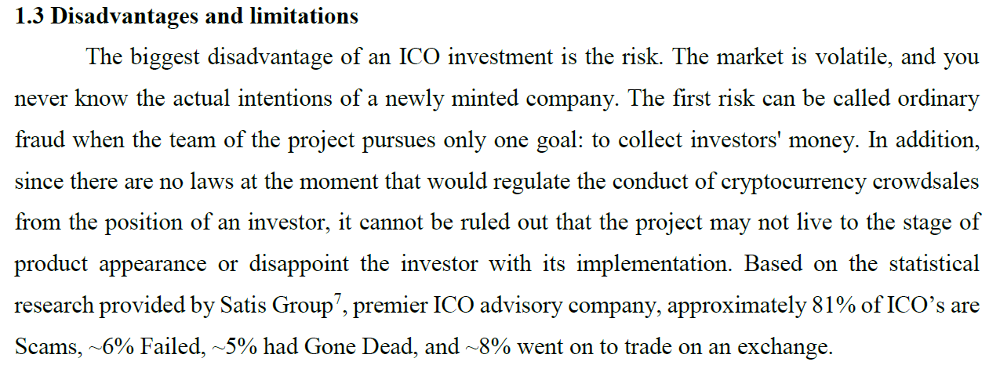 1.3 Disadvantages and limitations
The biggest disadvantage of an ICO investment is the risk. The market is volatile, and you
never know the actual intentions of a newly minted company. The first risk can be called ordinary
fraud when the team of the project pursues only one goal: to collect investors' money. In addition,
since there are no laws at the moment that would regulate the conduct of cryptocurrency crowdsales
from the position of an investor, it cannot be ruled out that the project may not live to the stage of
product appearance or disappoint the investor with its implementation. Based on the statistical
research provided by Satis Group⁷, premier ICO advisory company, approximately 81% of ICO’s are
Scams, ~6% Failed, ~5% had Gone Dead, and ~8% went on to trade on an exchange.